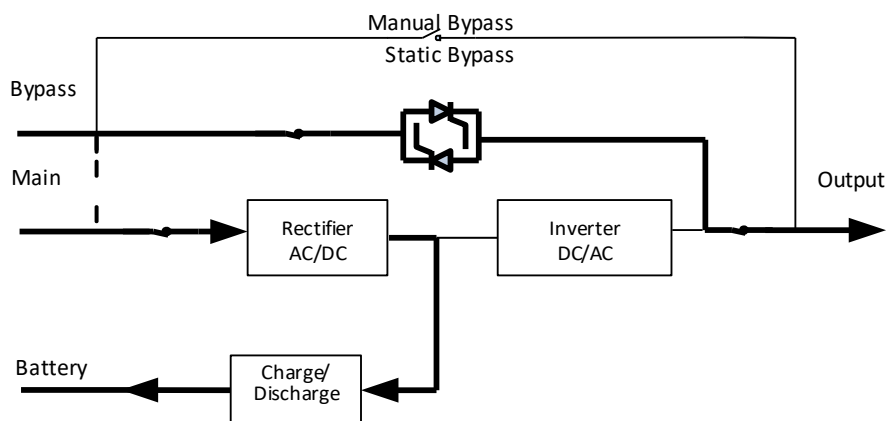 Manual Bypass
Static Bypass
Bypass
Main
Output
Rectifier
AC/DC
Inverter
DC/AC
Battery
Charge/
Discharge